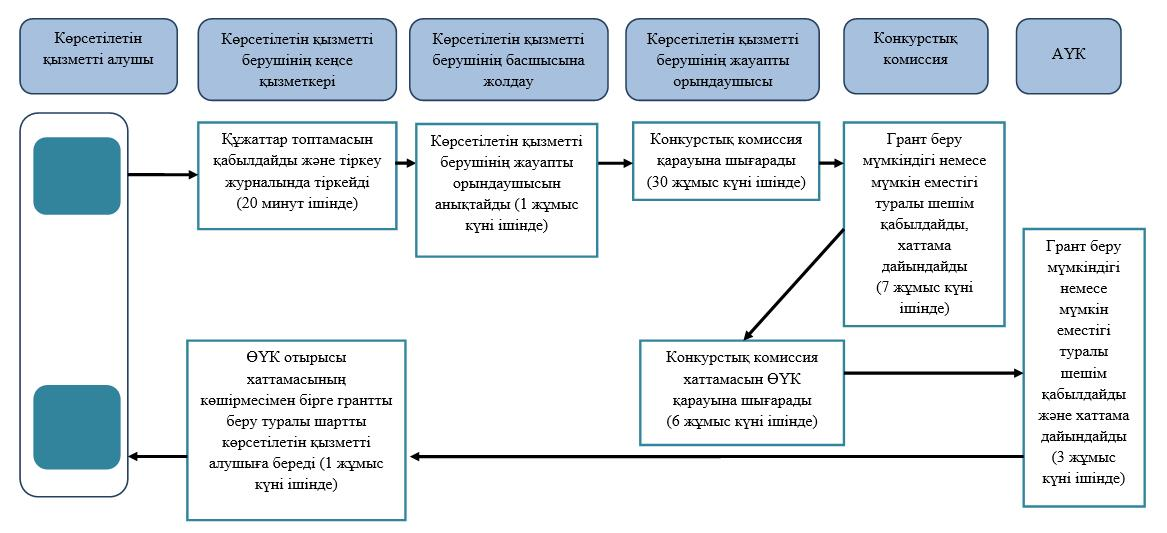 Көрсетілетін
қызметті алушы
Көрсетілетін қызметті
берушінің кеңсе
қызметкері
Көрсетілетін қызметті
берушінің басшысына
жолдау
Көрсетілетін қызметті
берушінің жауапты
орындаушысы
Конкурстық
комиссия
АҮК
Құжаттар топтамасын
қабылдайды және тіркеу
журналында тіркейді
(20 минут ішінде)
Көрсетілетін қызметті
берушінің жауапты
орындаушысын
анықтайды (1 жұмыс
күні ішінде)
Конкурстық комиссия
қарауына шығарады
(30 жұмыс күні ішінде)
Грант беру
мүмкіндігі немесе
мүмкін еместігі
туралы шешім
қабылдайды,
хаттама
дайындайды
(7 жұмыс күні
ішінде)
Грант беру
мүмкіндігі
немесе
мүмкін
еместігі
туралы
шешім
қабылдайды
және хаттама
дайындайды
(3 жұмыс
күні ішінде)
Конкурстық комиссия
хаттамасын ӨҮК
қарауына шығарады
(6 жұмыс күні ішінде)
ӨҮК отырысы
хаттамасының
көшірмесімен бірге грантты
беру туралы шартты
көрсетілетін қызметті
алушыға береді (1 жұмыс
күні ішінде)